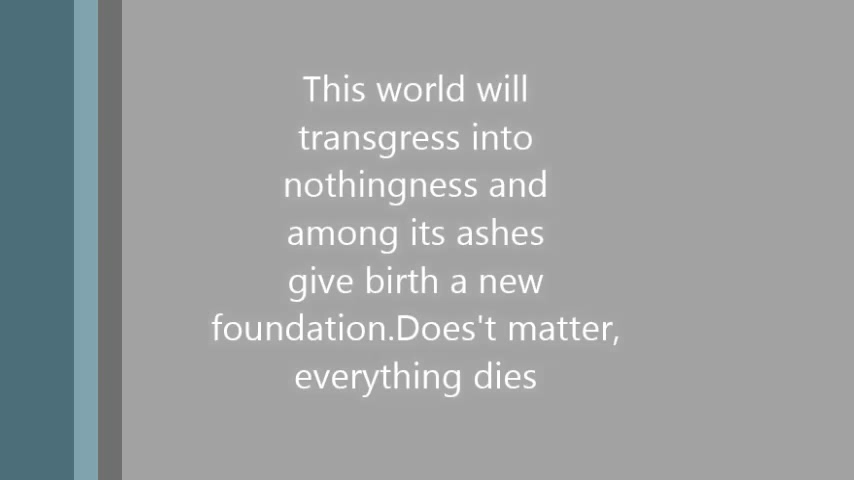 This world will
transgress into
nothingness and
among its ashes
give birth a new
foundation.Does't matter,
everything dies